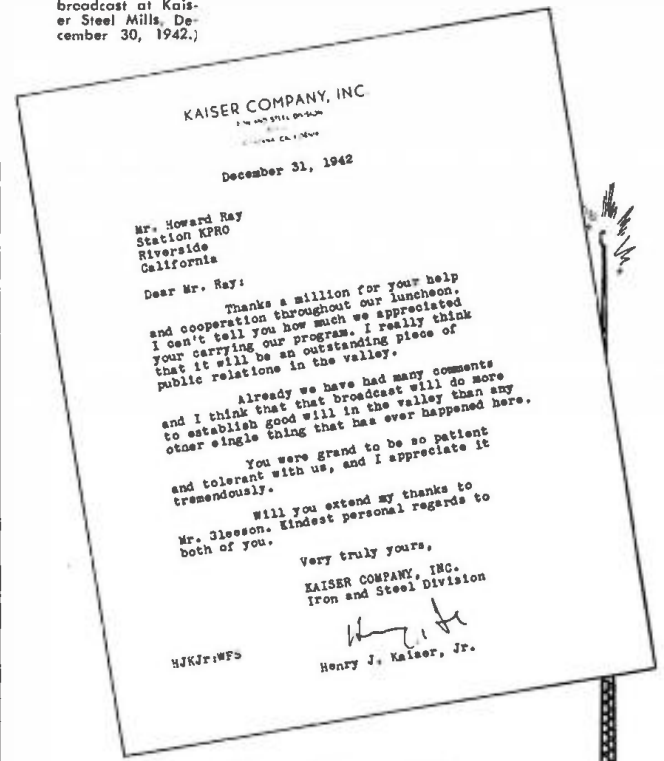 broadcast at Kais-
er Steel Mills, De-
cember 30, 1942.)
KAISER COMPANY, INC
December 31, 1942
Mr. Howard Ray
Station KPRO
Riverside
California
Dear Mr. Ray:
Thanks a million for your help
and cooperation throughout our luncheon.
I can't tell you how much we appreciated
your carrying our program. I really think
that it will be an outstanding piece of
public relations in the valley.
Already we have had many comments
and I think that that broadcast will do more
to establish good will in the valley than any
other single thing that has ever happened here.
You were grand to be so patient
and tolerant with us, and I appreciate it
tremendously.
Will you extend my thanks to
Mr. Gleeson. Kindest personal regards to
both of you.
Very truly yours,
KAISER COMPANY, INC.
Iron and Steel Division
Henry, Jr
HJKJr:WFS
Henry J. Kaiser, Jr.